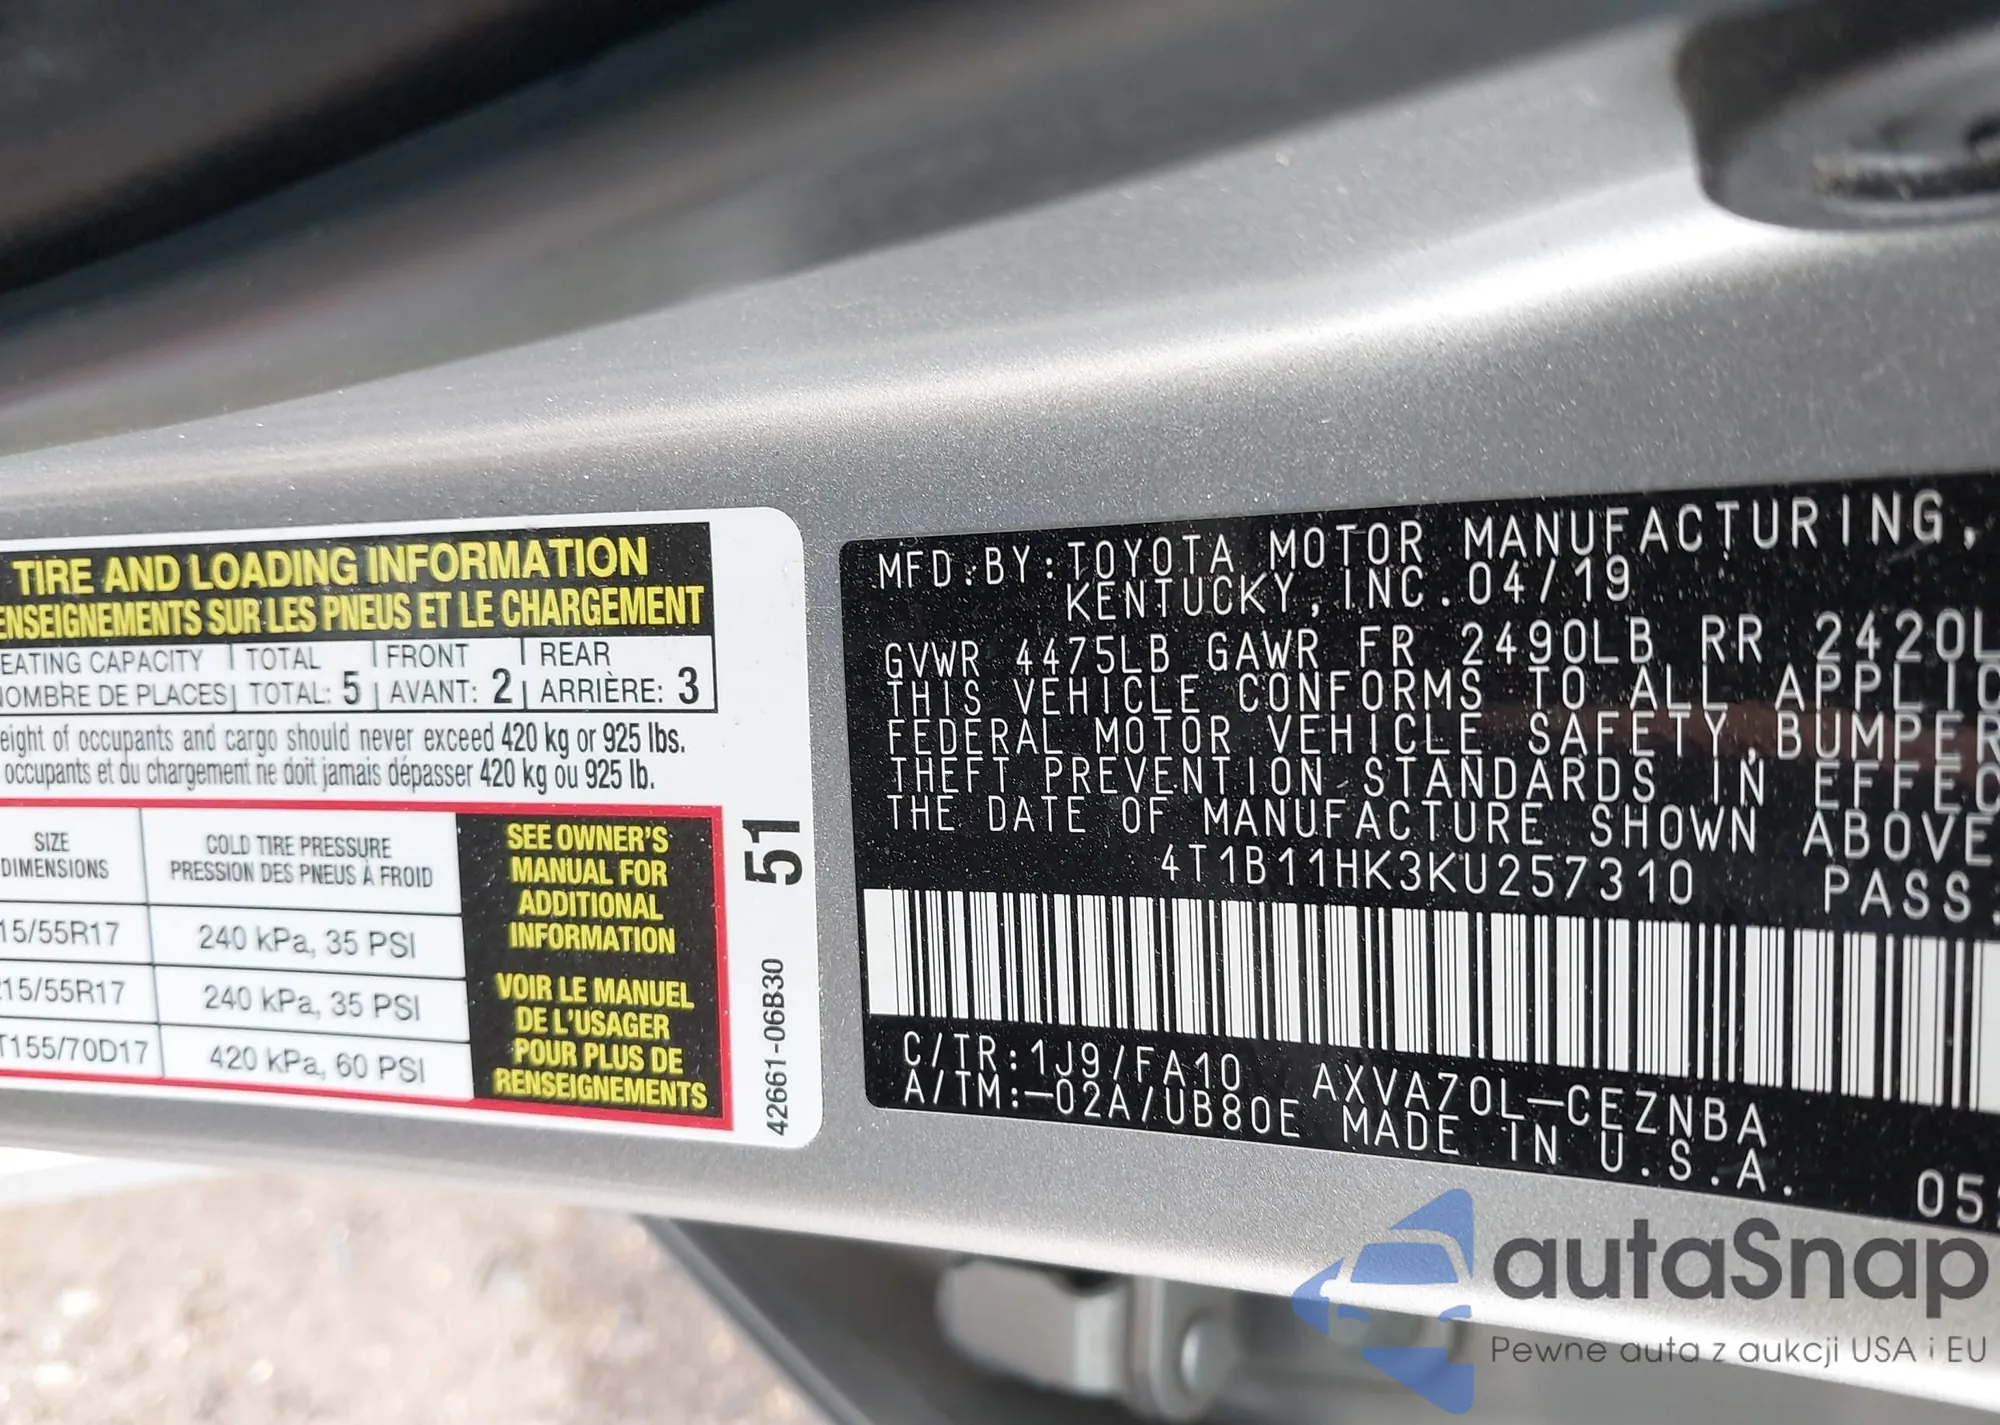 TIRE AND LOADING INFORMATION
ENSEIGNEMENTS SUR LES PNEUS ET LE CHARGEMENT
EATING CAPACITY TOTAL FRONT REAR
NOMBRE DE PLACES TOTAL: 5 AVANT: 2 ARRIÈRE: 3
eight of occupants and cargo should never exceed 420 kg or 925 lbs.
occupants et du chargement ne doit jamais dépasser 420 kg ou 925 lb.
SIZE
DIMENSIONS
COLD TIRE PRESSURE
PRESSION DES PNEUS À FROID
15/55R17 240 kPa, 35 PSI
215/55R17 240 kPa, 35 PSI
T155/70D17 420 kPa, 60 PSI
SEE OWNER'S
MANUAL FOR
ADDITIONAL
INFORMATION
VOIR LE MANUEL
DE L'USAGER
POUR PLUS DE
RENSEIGNEMENTS
51
42661-06B30
MFD.BY:TOYOTA MOTOR MANUFACTURING,
KENTUCKY, INC. 04/19
GVWR 4475LB GAWR FR 2490LB RR 2420L
THIS VEHICLE CONFORMS TO ALL APPLIC
FEDERAL MOTOR VEHICLE SAFETY, BUMPER
THEFT PREVENTION STANDARDS IN EFFEC
THE DATE OF MANUFACTURE SHOWN ABOVE
4T1B11HK3KU257310 PASS.
C/TR:1J9/FA10 AXVA70L-CEZNBA
A/TM:-02A/UB80E MADE IN U.S.A.
05
autaSnap
Pewne auta z aukcji USA i EU